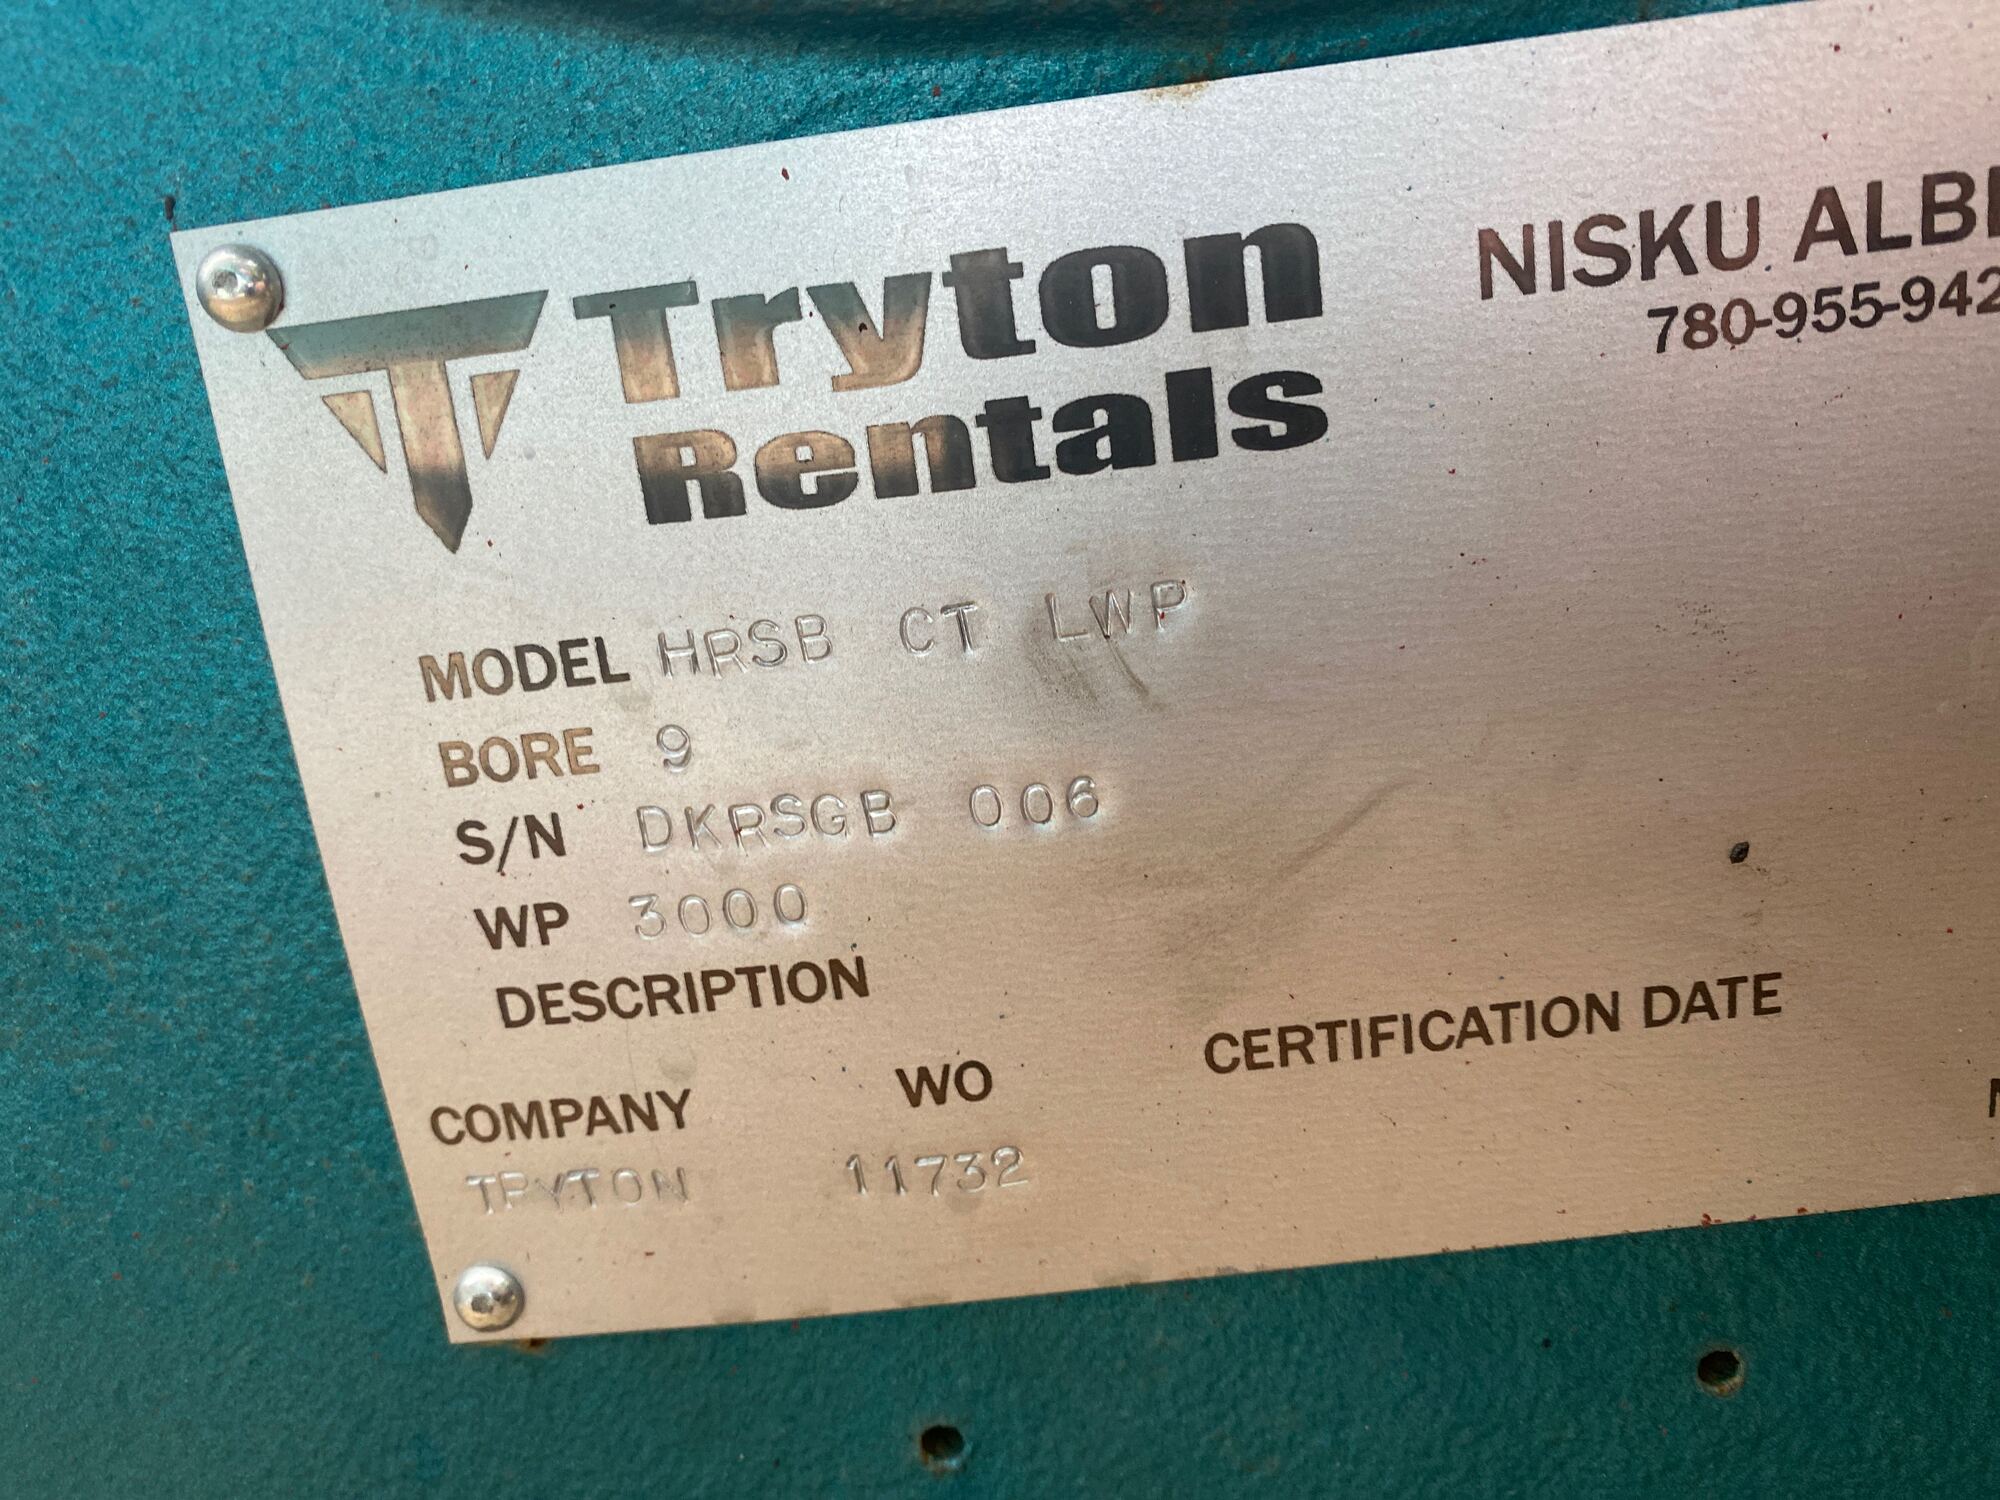 Tryton
Rentals
NISKU
780-955-942
MODEL HRSB CT LWP
BORE 9
S/N DKRSGB 006
WP 3000
DESCRIPTION
COMPANY WO CERTIFICATION DATE
TRYTON 11732